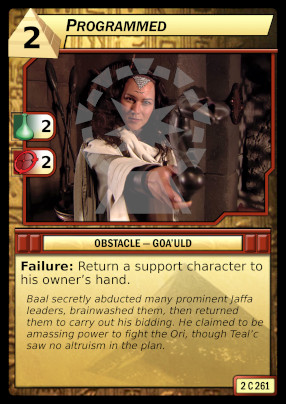 2
PROGRAMMED
2
2
OBSTACLE — GOA'ULD
Failure: Return a support character to
his owner's hand.
Baal secretly abducted many prominent Jaffa
leaders, brainwashed them, then returned
them to carry out his bidding. He claimed to be
amassing power to fight the Ori, though Teal'c
saw no altruism in the plan.
2 C 261